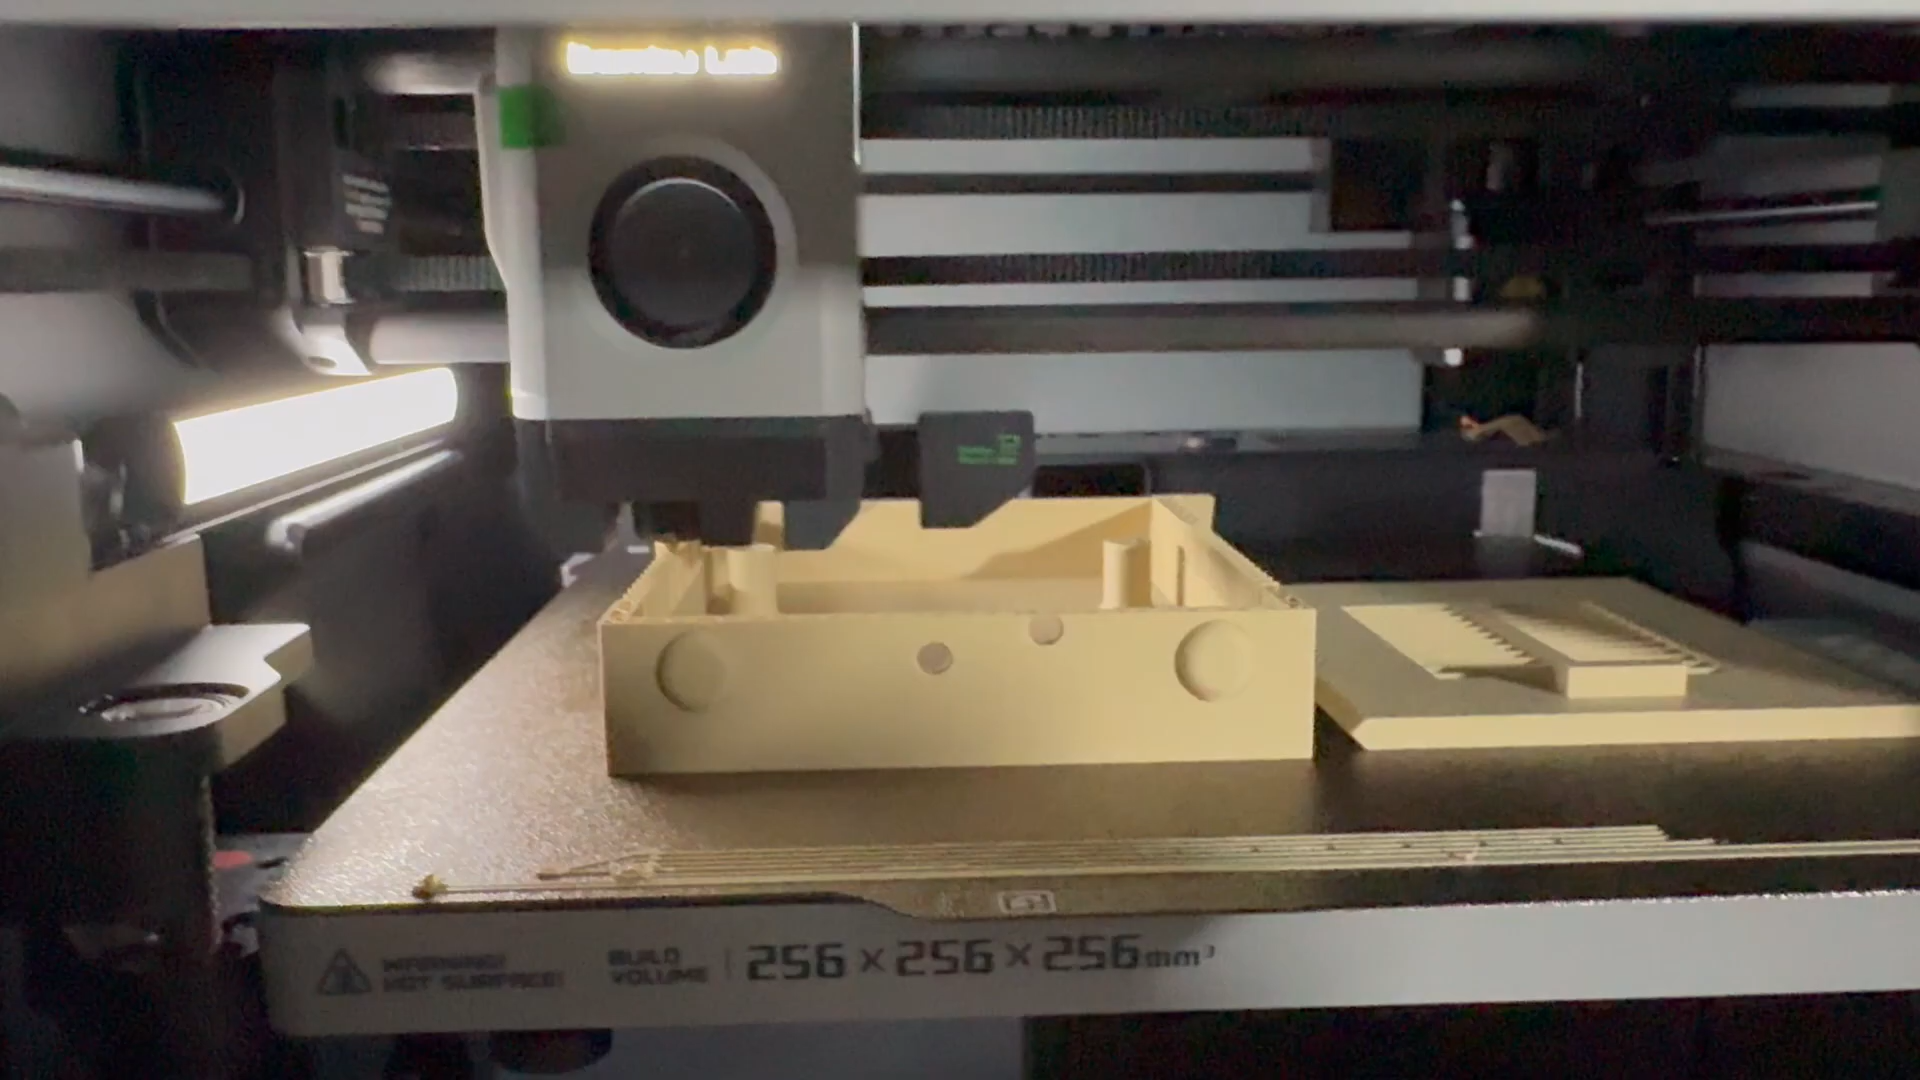 Bambu Lab
WARNING!
HOT SURFACE!
BUILD
VOLUME
256 × 256 × 256mm³